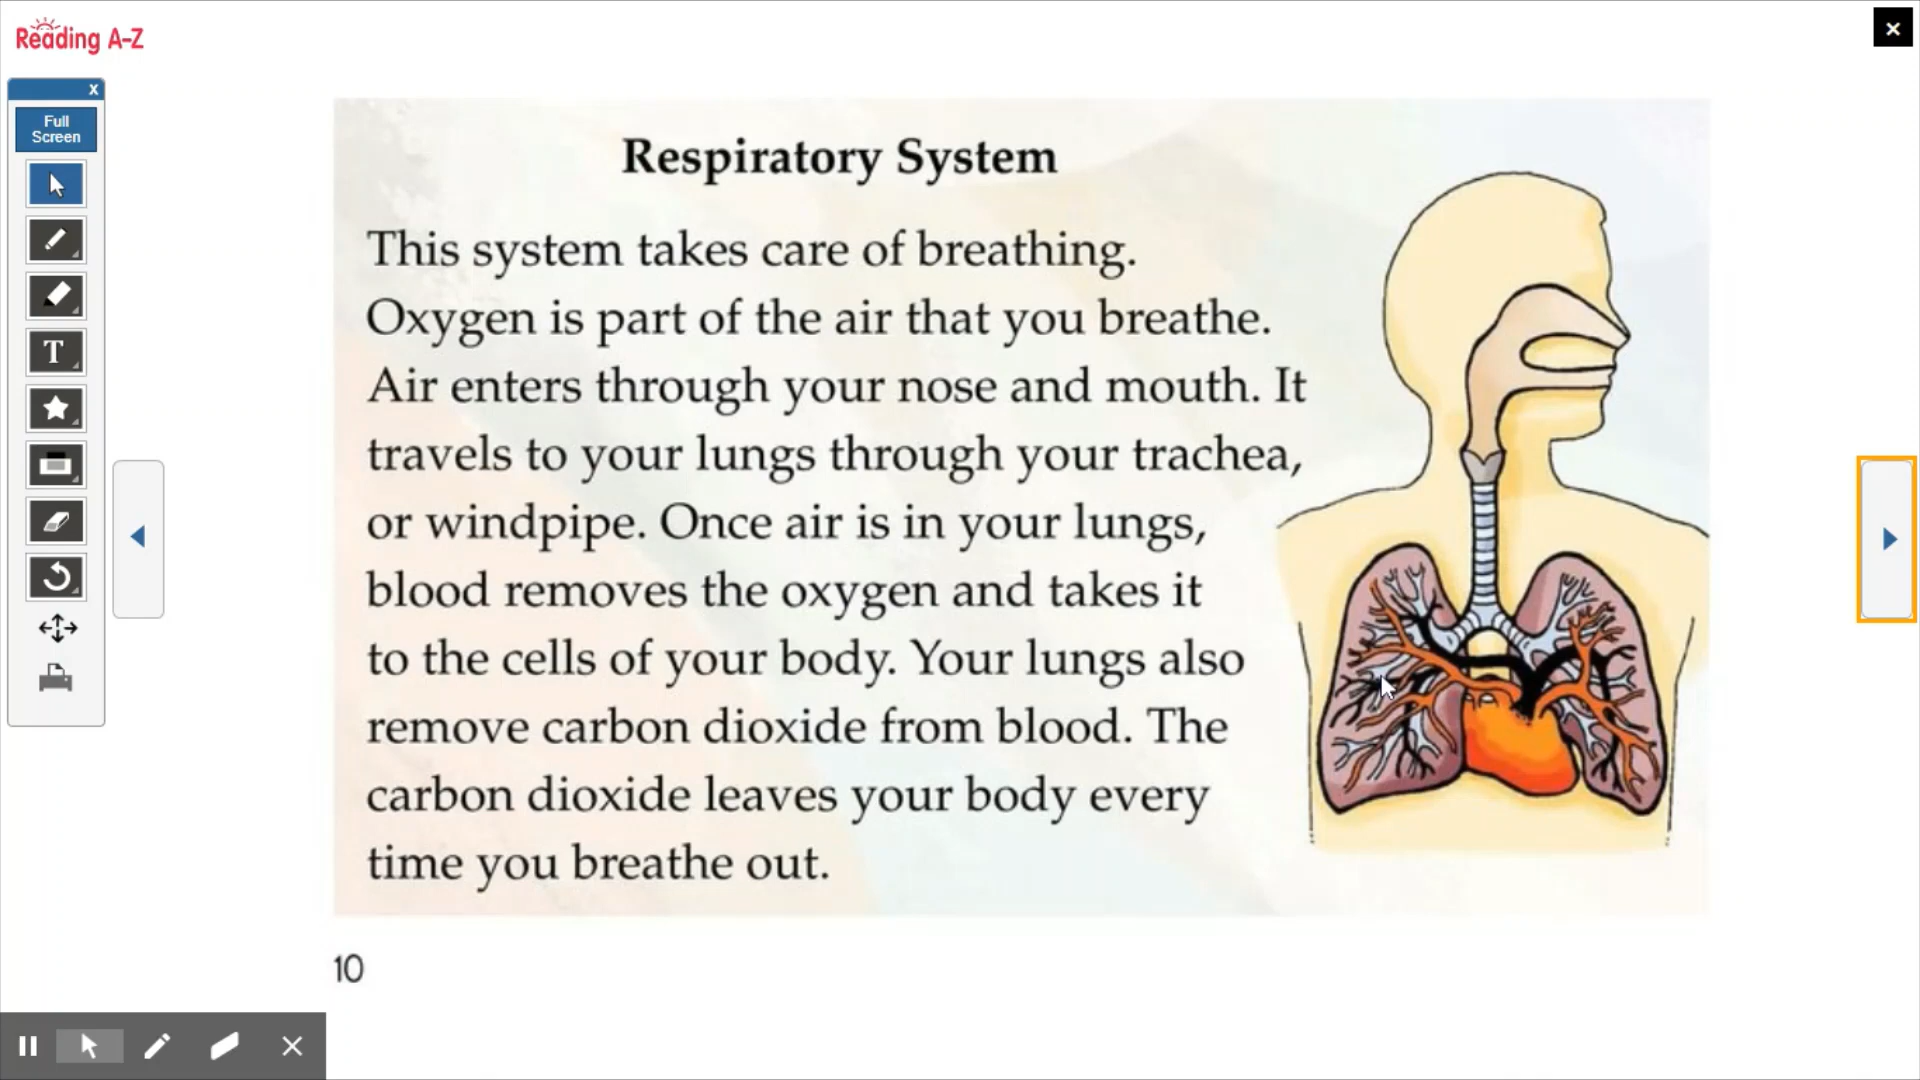 Reading A-Z
x
Full
Screen
T
Respiratory System
This system takes care of breathing.
Oxygen is part of the air that you breathe.
Air enters through your nose and mouth. It
travels to your lungs through your trachea,
or windpipe. Once air is in your lungs,
blood removes the oxygen and takes it
to the cells of your body. Your lungs also
remove carbon dioxide from blood. The
carbon dioxide leaves your body every
time you breathe out.
10